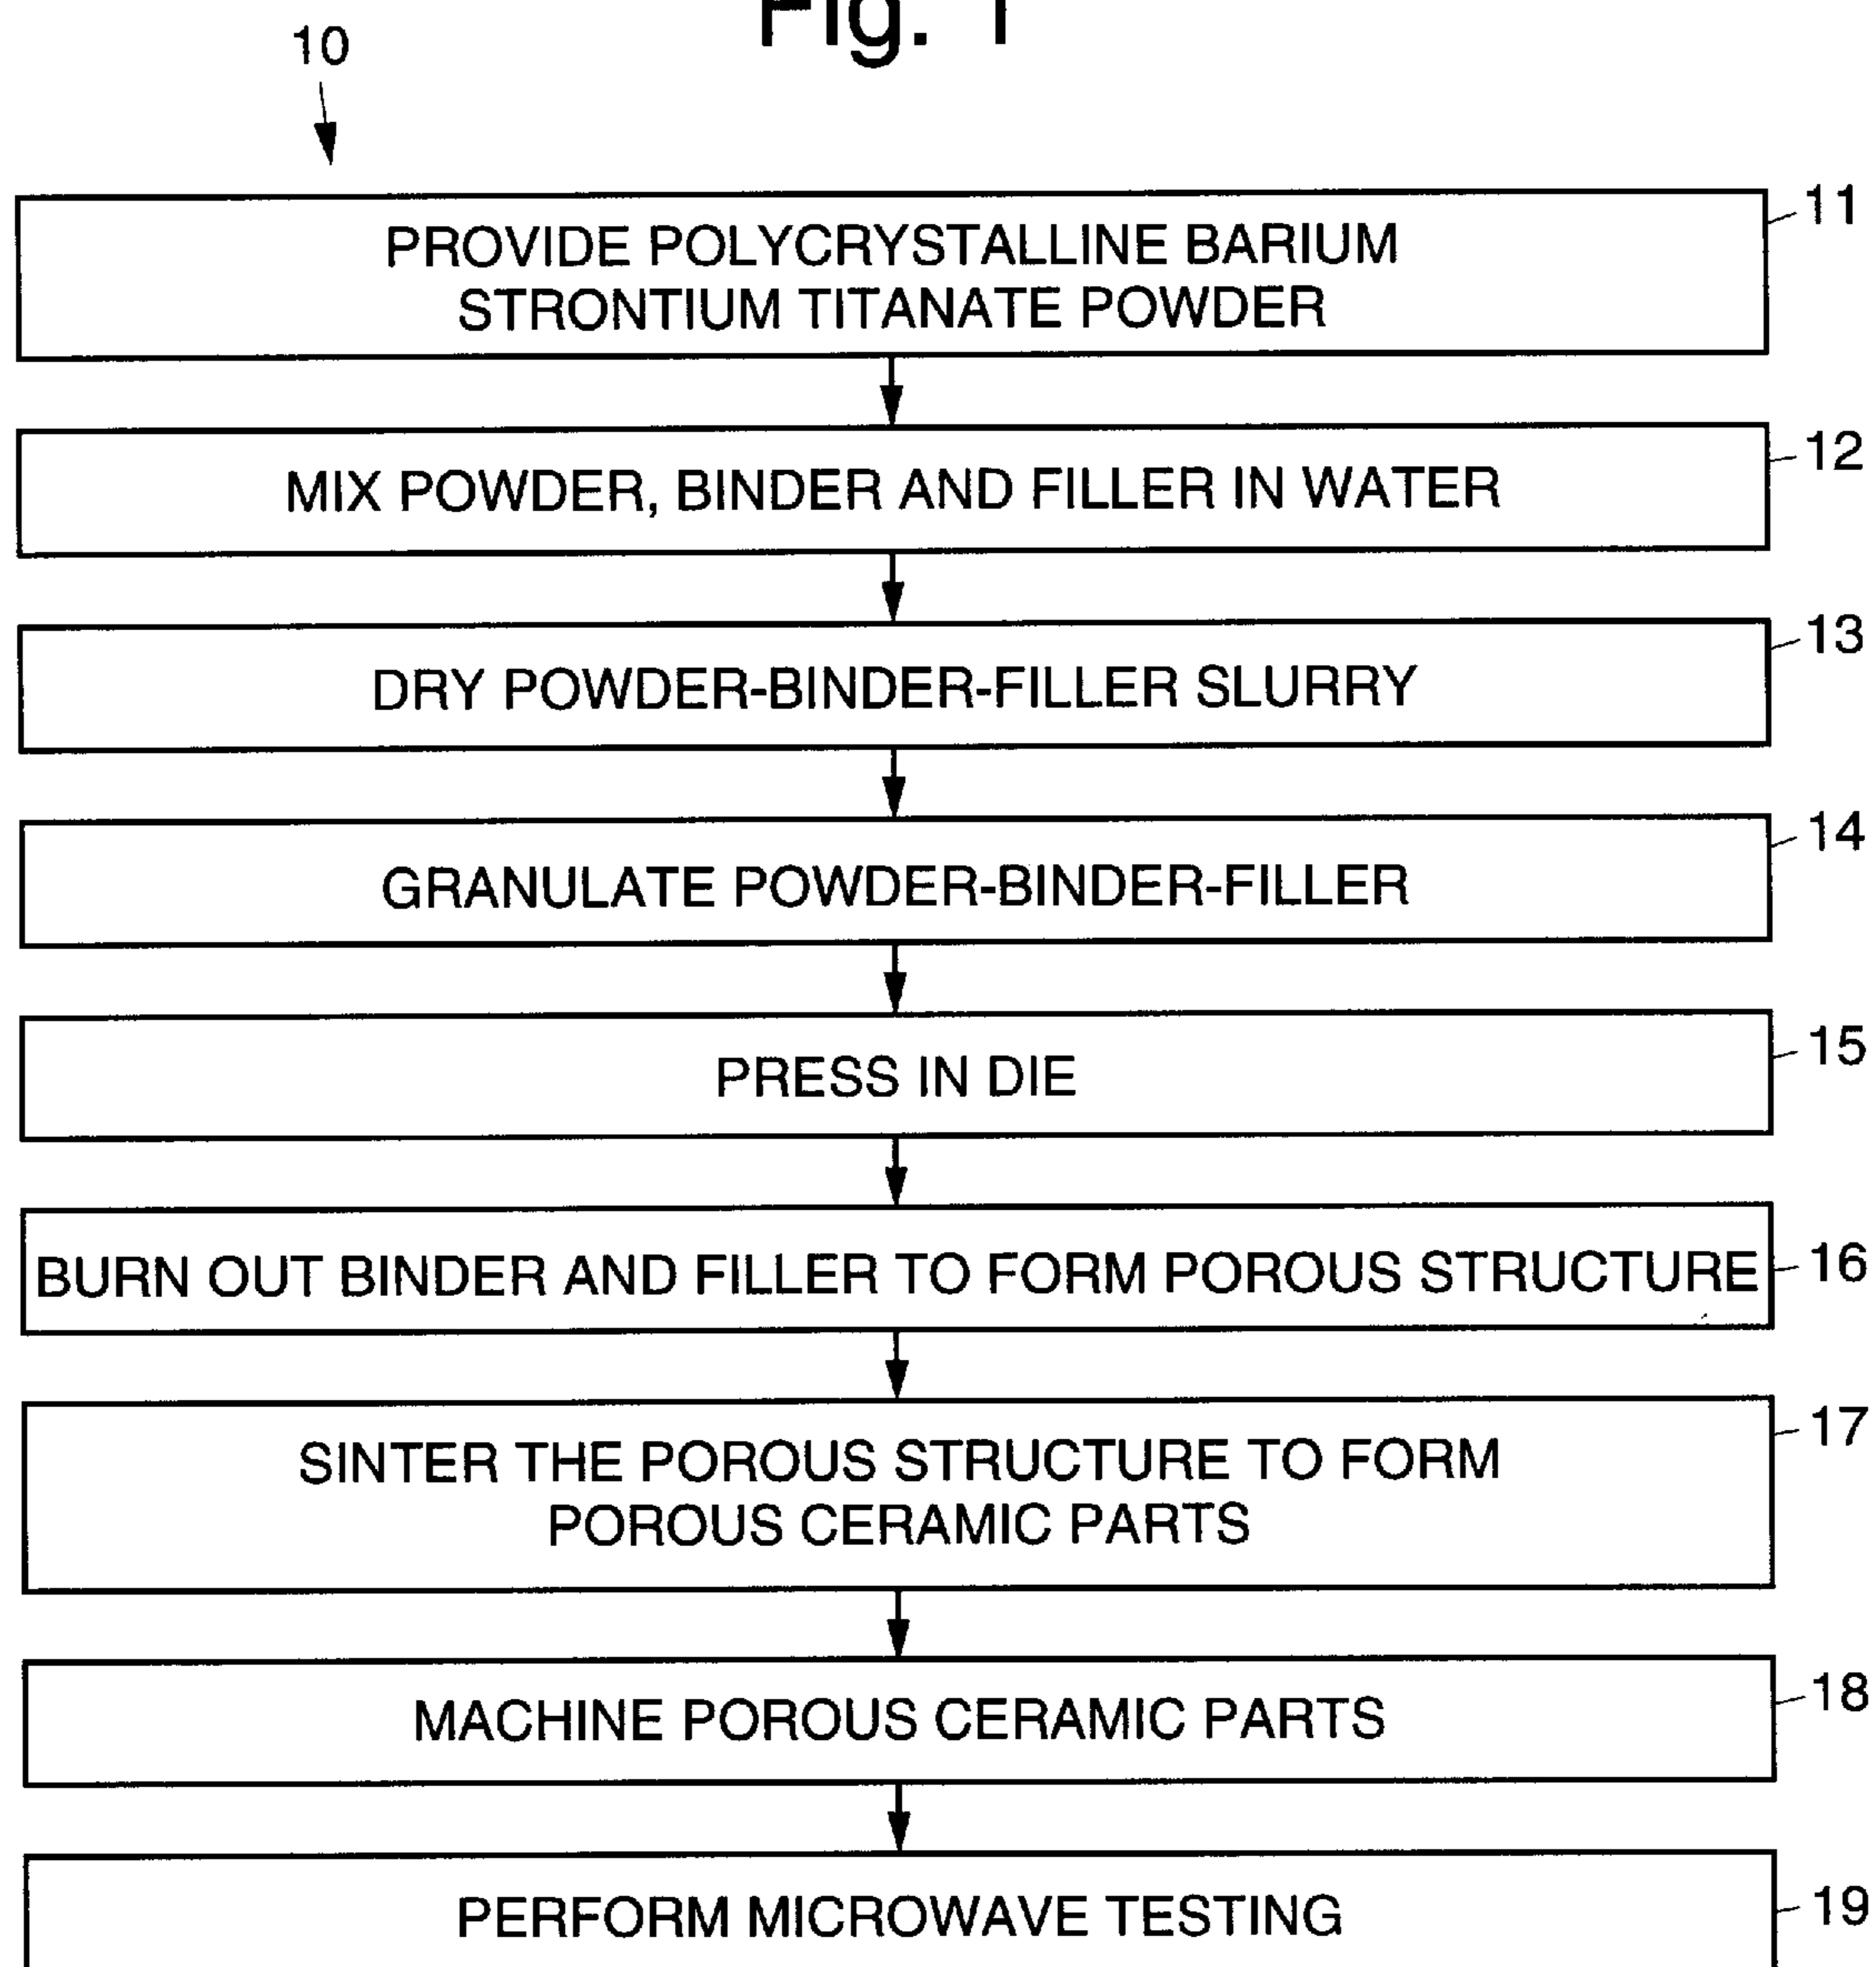 Fig. 1
10
PROVIDE POLYCRYSTALLINE BARIUM
STRONTIUM TITANATE POWDER
11
MIX POWDER, BINDER AND FILLER IN WATER
12
DRY POWDER-BINDER-FILLER SLURRY
13
GRANULATE POWDER-BINDER-FILLER
14
PRESS IN DIE
15
BURN OUT BINDER AND FILLER TO FORM POROUS STRUCTURE
16
SINTER THE POROUS STRUCTURE TO FORM
POROUS CERAMIC PARTS
17
MACHINE POROUS CERAMIC PARTS
18
PERFORM MICROWAVE TESTING
19